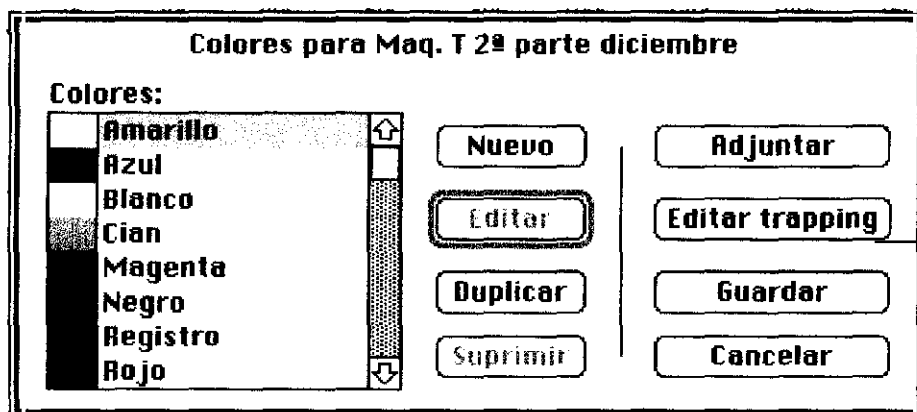 Colores para Maq. T 2ª parte diciembre
Colores:
Amarillo
Azul
Blanco
Cian
Magenta
Negro
Registro
Rojo
Nuevo
Editar
Duplicar
Suprimir
Adjuntar
Editar trapping
Guardar
Cancelar